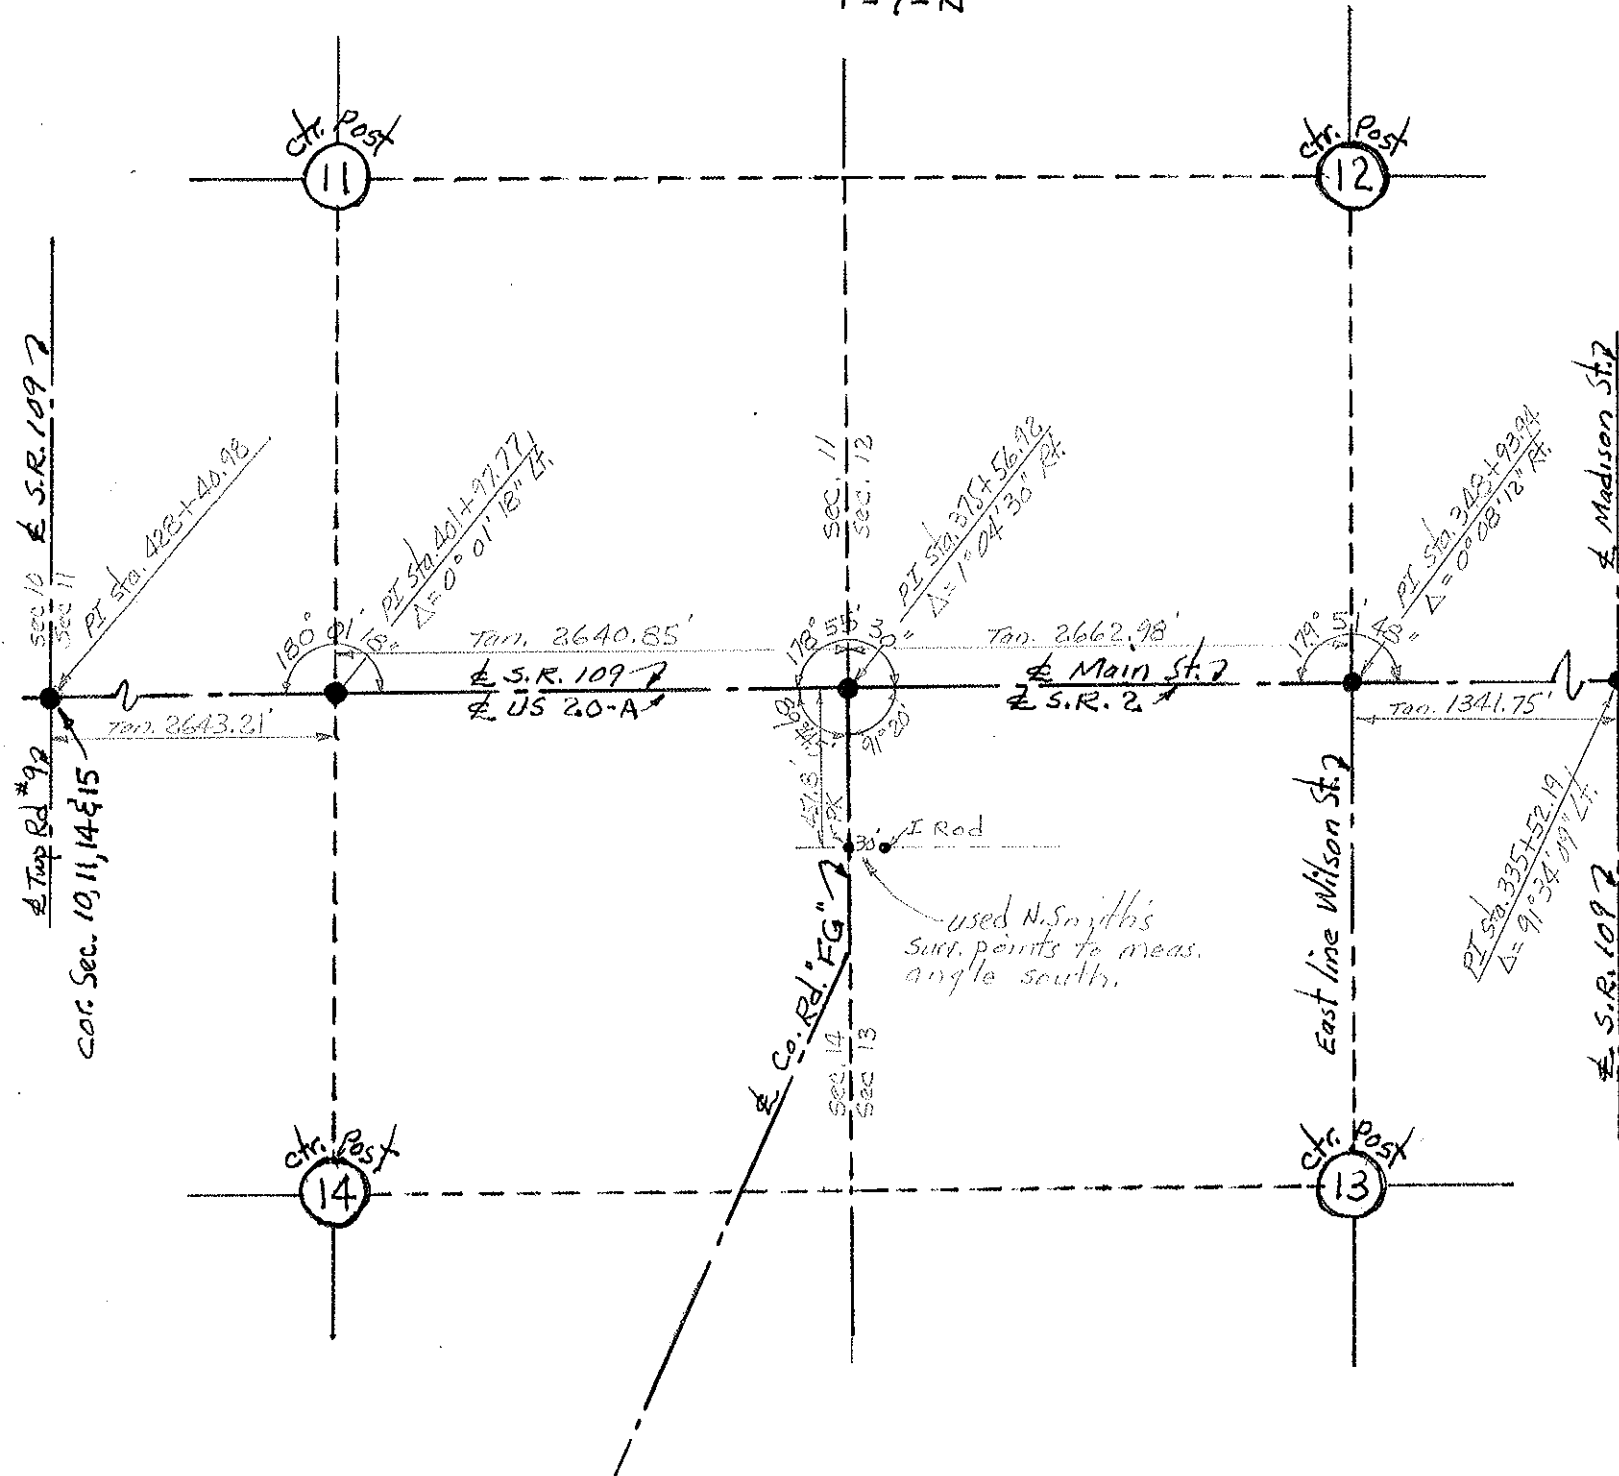 ctr. Post
11
ctr. Post
12
℄ S.R. 109
sec 10
Sec 11
PI Sta. 428+40.98
PI Sta. 401+97.77
Δ= 0° 01' 18" Lt.
sec. 11
sec. 12
PI Sta. 375+56.92
Δ= 1° 04' 30" Rt.
PI Sta. 348+93.94
Δ= 0° 08' 12" Rt.
℄ Madison St.
180° 01' 18"
Tan. 2640.85'
178° 55' 30"
Tan. 2662.98'
179° 51' 48"
℄ S.R. 109
℄ US 20-A
℄ Main St.
℄ S.R. 2
Tan. 2643.21'
Tan. 1341.75'
91° 20'
℄ Twp Rd #9
cor. Sec. 10, 11, 14 & 15
PK
30'
I Rod
used N. Smith's
surv. points to meas.
angle south.
℄ Co. Rd. "FG"
Sec. 14
Sec 13
East line Wilson St.
PI Sta. 335+52.19
Δ= 91° 34' 09" Lt.
℄ S.R. 109
ctr. Post
14
ctr. Post
13